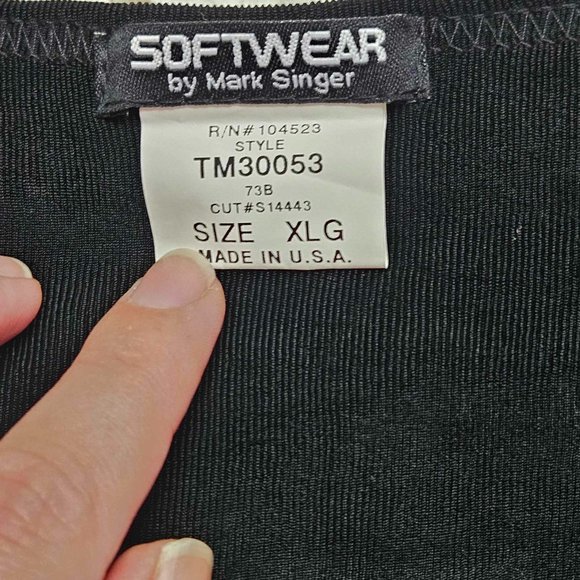 SOFTWEAR
by Mark Singer
R/N# 104523
STYLE
TM30053
73B
CUT#S14443
SIZE XLG
MADE IN U.S.A.